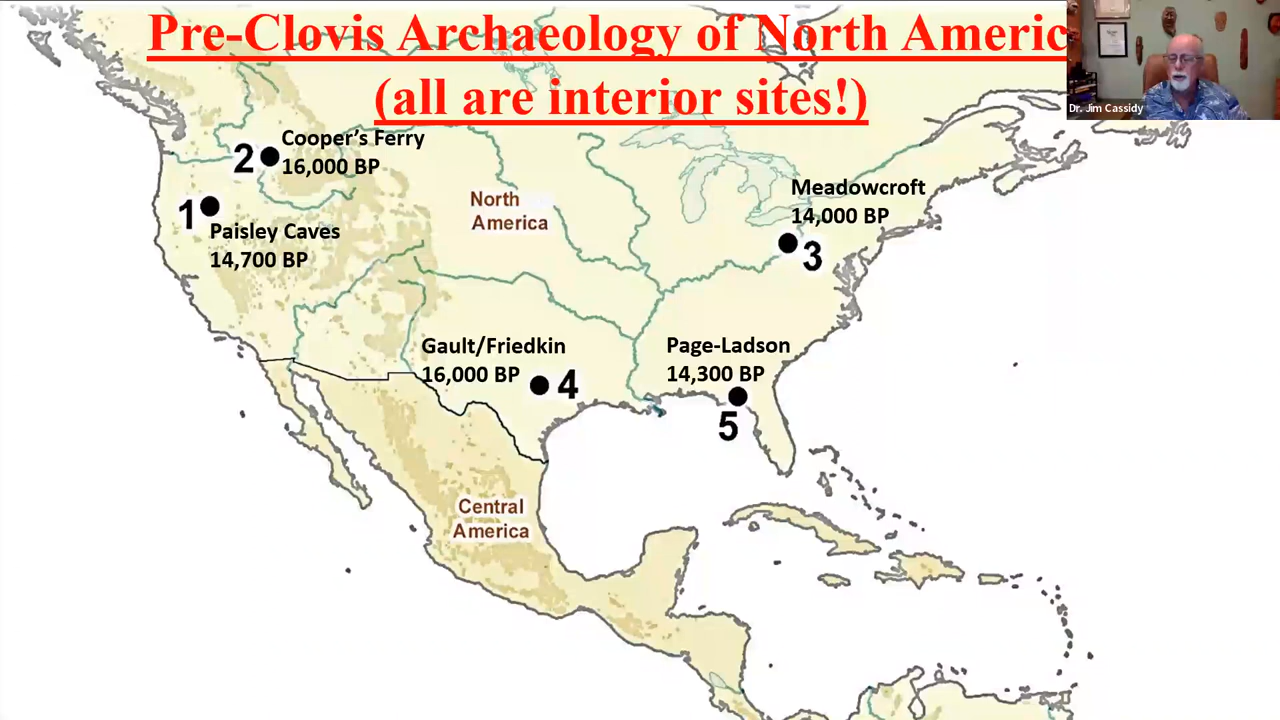 Pre-Clovis Archaeology of North Americ
(all are interior sites!)
Dr. Jim Cassidy
2
Cooper's Ferry
16,000 BP
1
Paisley Caves
14,700 BP
North
America
Meadowcroft
14,000 BP
3
Gault/Friedkin
16,000 BP
4
Page-Ladson
14,300 BP
5
Central
America